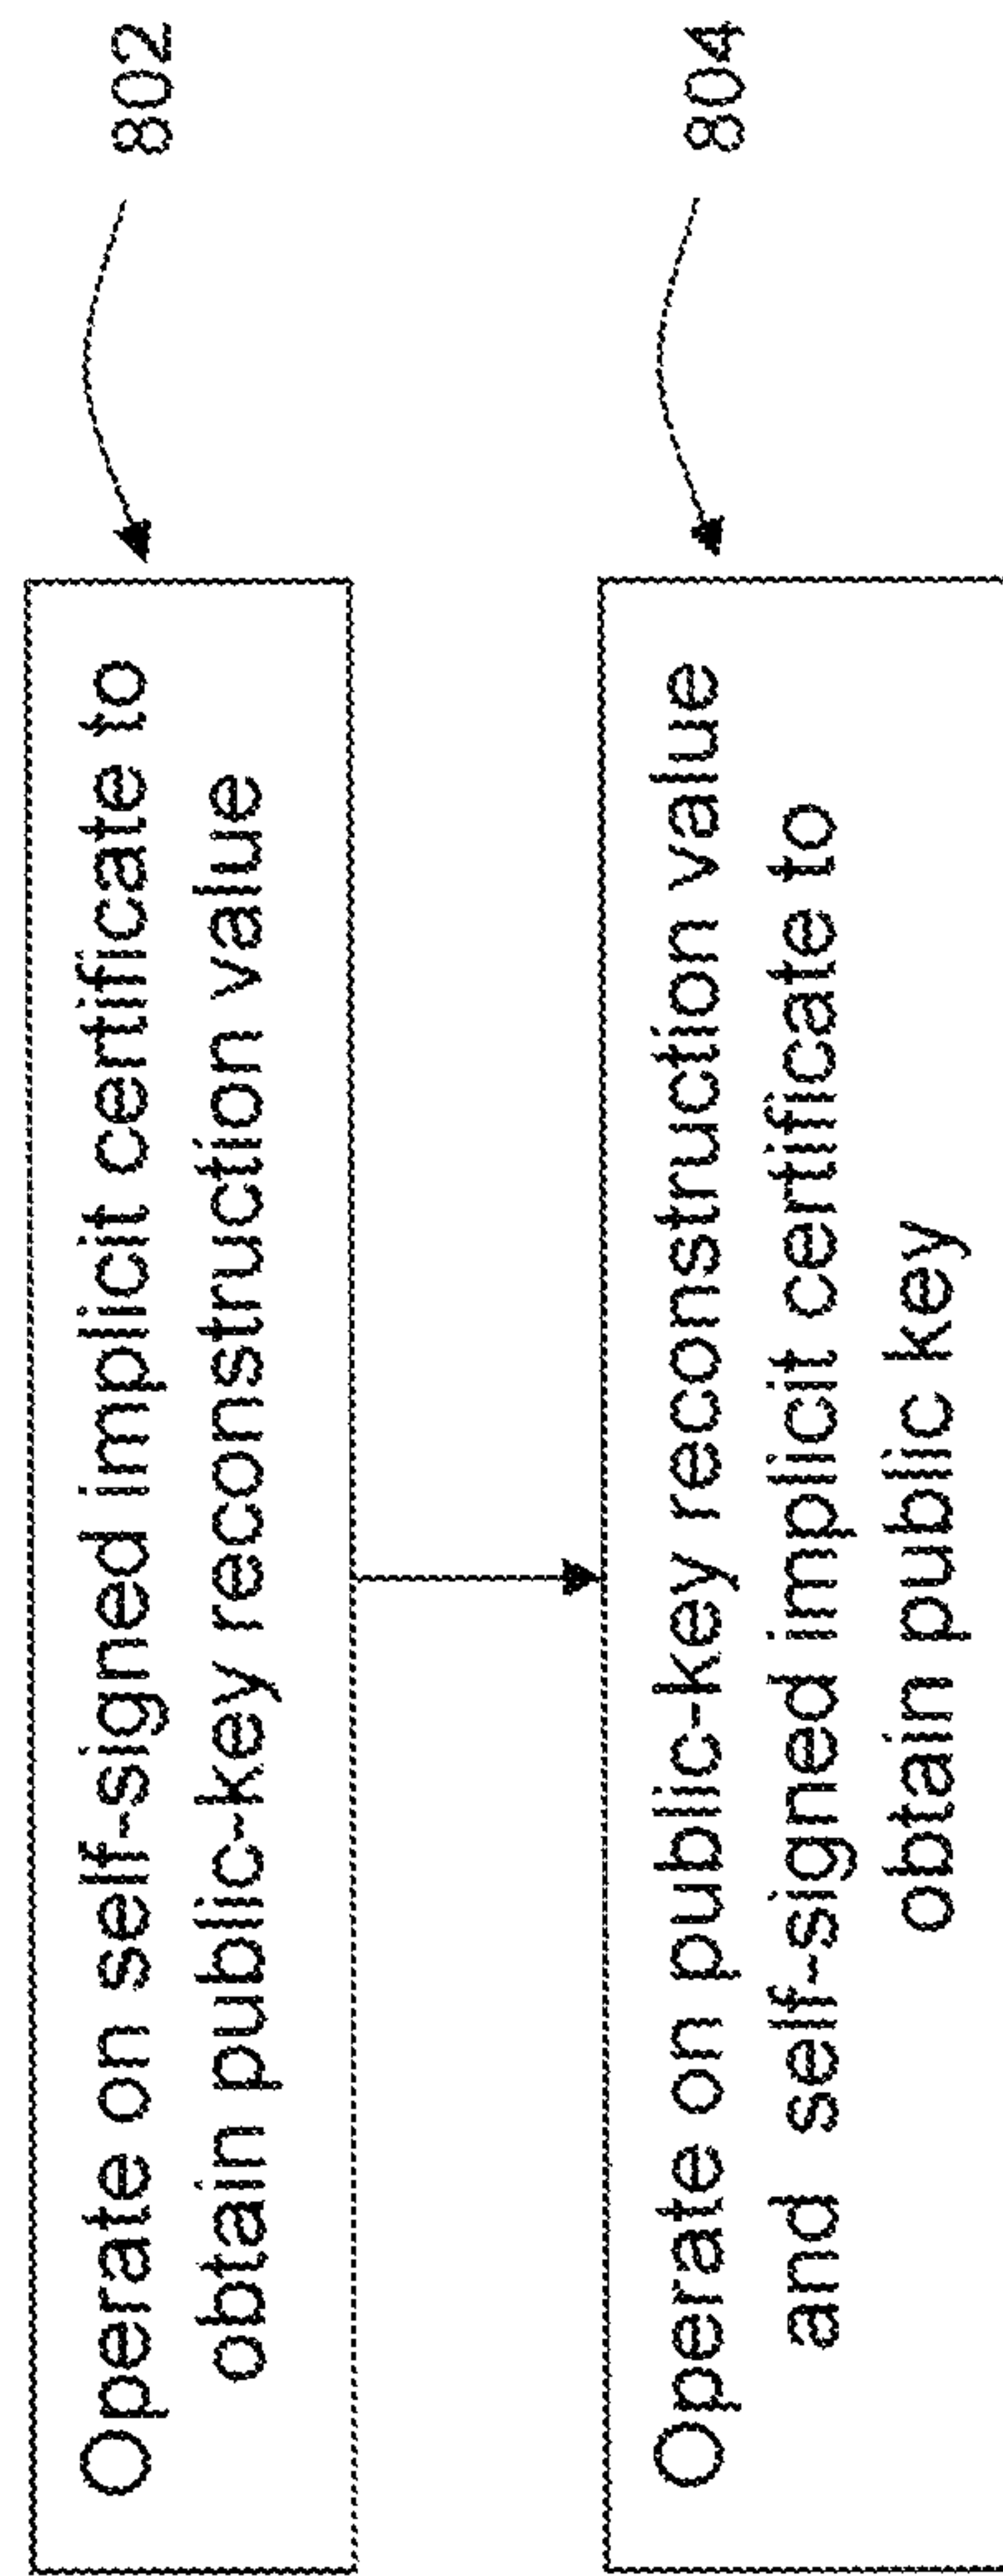 Operate on self-signed implicit certificate to
obtain public-key reconstruction value
802
Operate on public-key reconstruction value
and self-signed implicit certificate to
obtain public key
804